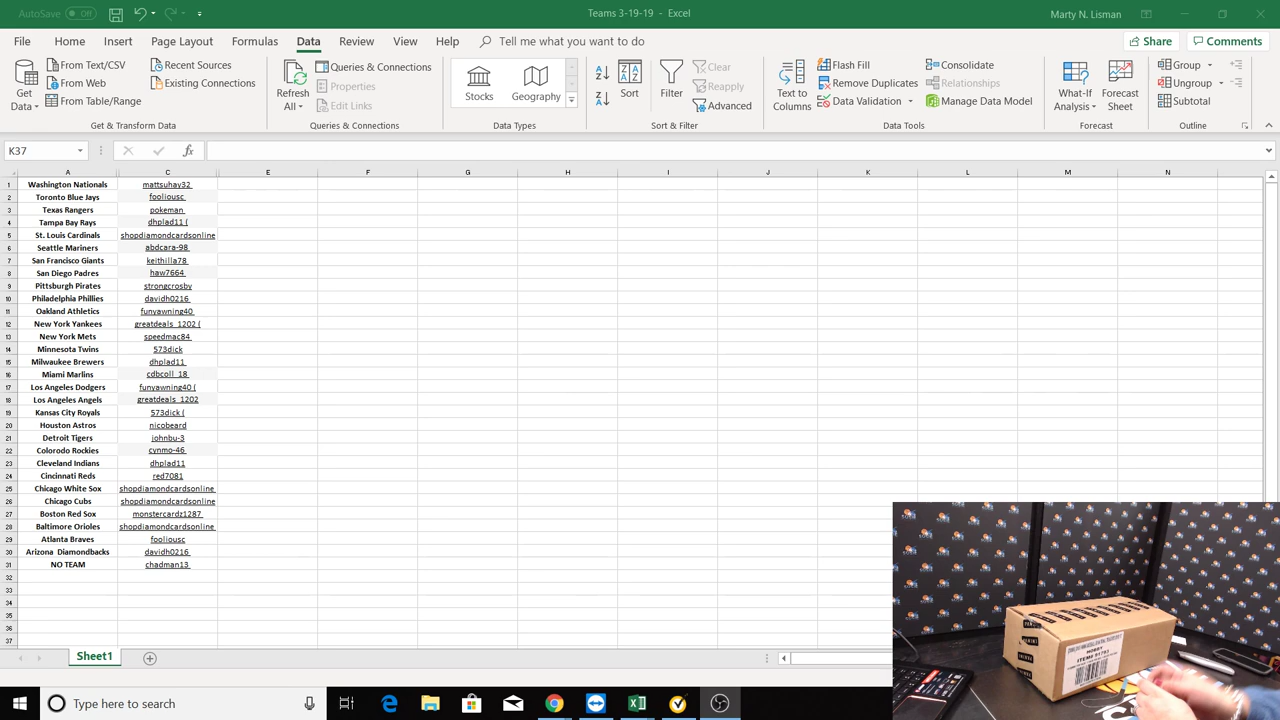 AutoSave Off
Teams 3-19-19 - Excel
Marty N. Lisman
File Home Insert Page Layout Formulas Data Review View Help Tell me what you want to do
Share Comments
Get Data
From Text/CSV
From Web
From Table/Range
Recent Sources
Existing Connections
Get & Transform Data
Refresh All
Queries & Connections
Properties
Edit Links
Queries & Connections
Stocks
Geography
Data Types
Sort
Filter
Clear
Reapply
Advanced
Sort & Filter
Text to Columns
Flash Fill
Remove Duplicates
Data Validation
Consolidate
Relationships
Manage Data Model
Data Tools
What-If Analysis
Forecast Sheet
Forecast
Group
Ungroup
Subtotal
Outline
K37
fx
A C E F G H I J K L M N
1 Washington Nationals mattsuhay32
2 Toronto Blue Jays fooliousc
3 Texas Rangers pokeman
4 Tampa Bay Rays dhplad11 (
5 St. Louis Cardinals shopdiamondcardsonline
6 Seattle Mariners abdcara-98
7 San Francisco Giants keithilla78
8 San Diego Padres haw7664
9 Pittsburgh Pirates strongcrosby
10 Philadelphia Phillies davidh0216
11 Oakland Athletics funyawning40
12 New York Yankees greatdeals_1202 (
13 New York Mets speedmac84
14 Minnesota Twins 573dick
15 Milwaukee Brewers dhplad11
16 Miami Marlins cdbcoll_18
17 Los Angeles Dodgers funyawning40 (
18 Los Angeles Angels greatdeals_1202
19 Kansas City Royals 573dick (
20 Houston Astros nicobeard
21 Detroit Tigers johnbu-3
22 Colorodo Rockies cynmo-46
23 Cleveland Indians dhplad11
24 Cincinnati Reds red7081
25 Chicago White Sox shopdiamondcardsonline
26 Chicago Cubs shopdiamondcardsonline
27 Boston Red Sox monstercardz1287
28 Baltimore Orioles shopdiamondcardsonline
29 Atlanta Braves fooliousc
30 Arizona Diamondbacks davidh0216
31 NO TEAM chadman13
32
33
34
35
36
37
Sheet1
Type here to search